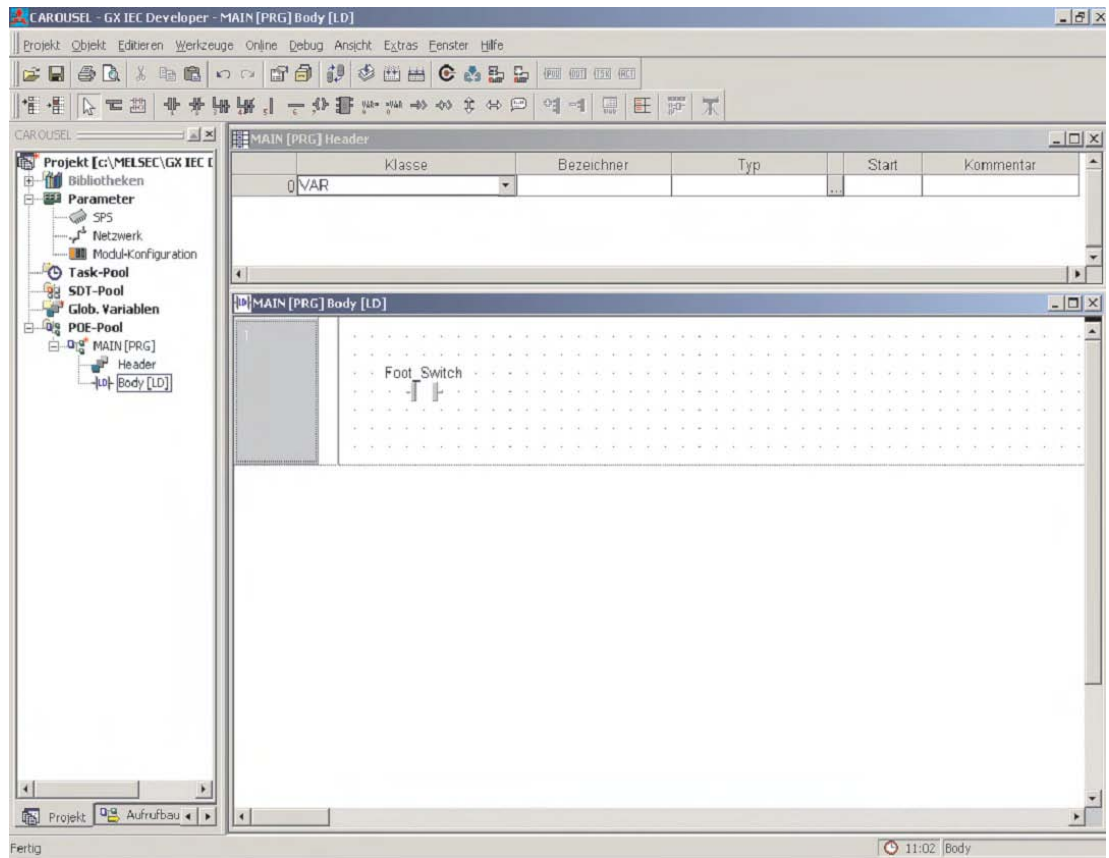 CAROUSEL - GX IEC Developer - MAIN [PRG] Body [LD]
Projekt Objekt Editieren Werkzeuge Online Debug Ansicht Extras Fenster Hilfe
CAROUSEL
Projekt [c:\MELSEC\GX IEC D
Bibliotheken
Parameter
SPS
Netzwerk
Modul-Konfiguration
Task-Pool
SDT-Pool
Glob. Variablen
POE-Pool
MAIN [PRG]
Header
Body [LD]
Projekt Aufrufbau
MAIN [PRG] Header
Klasse Bezeichner Typ Start Kommentar
0 VAR ...
MAIN [PRG] Body [LD]
1
Foot_Switch
Fertig
11:02 Body